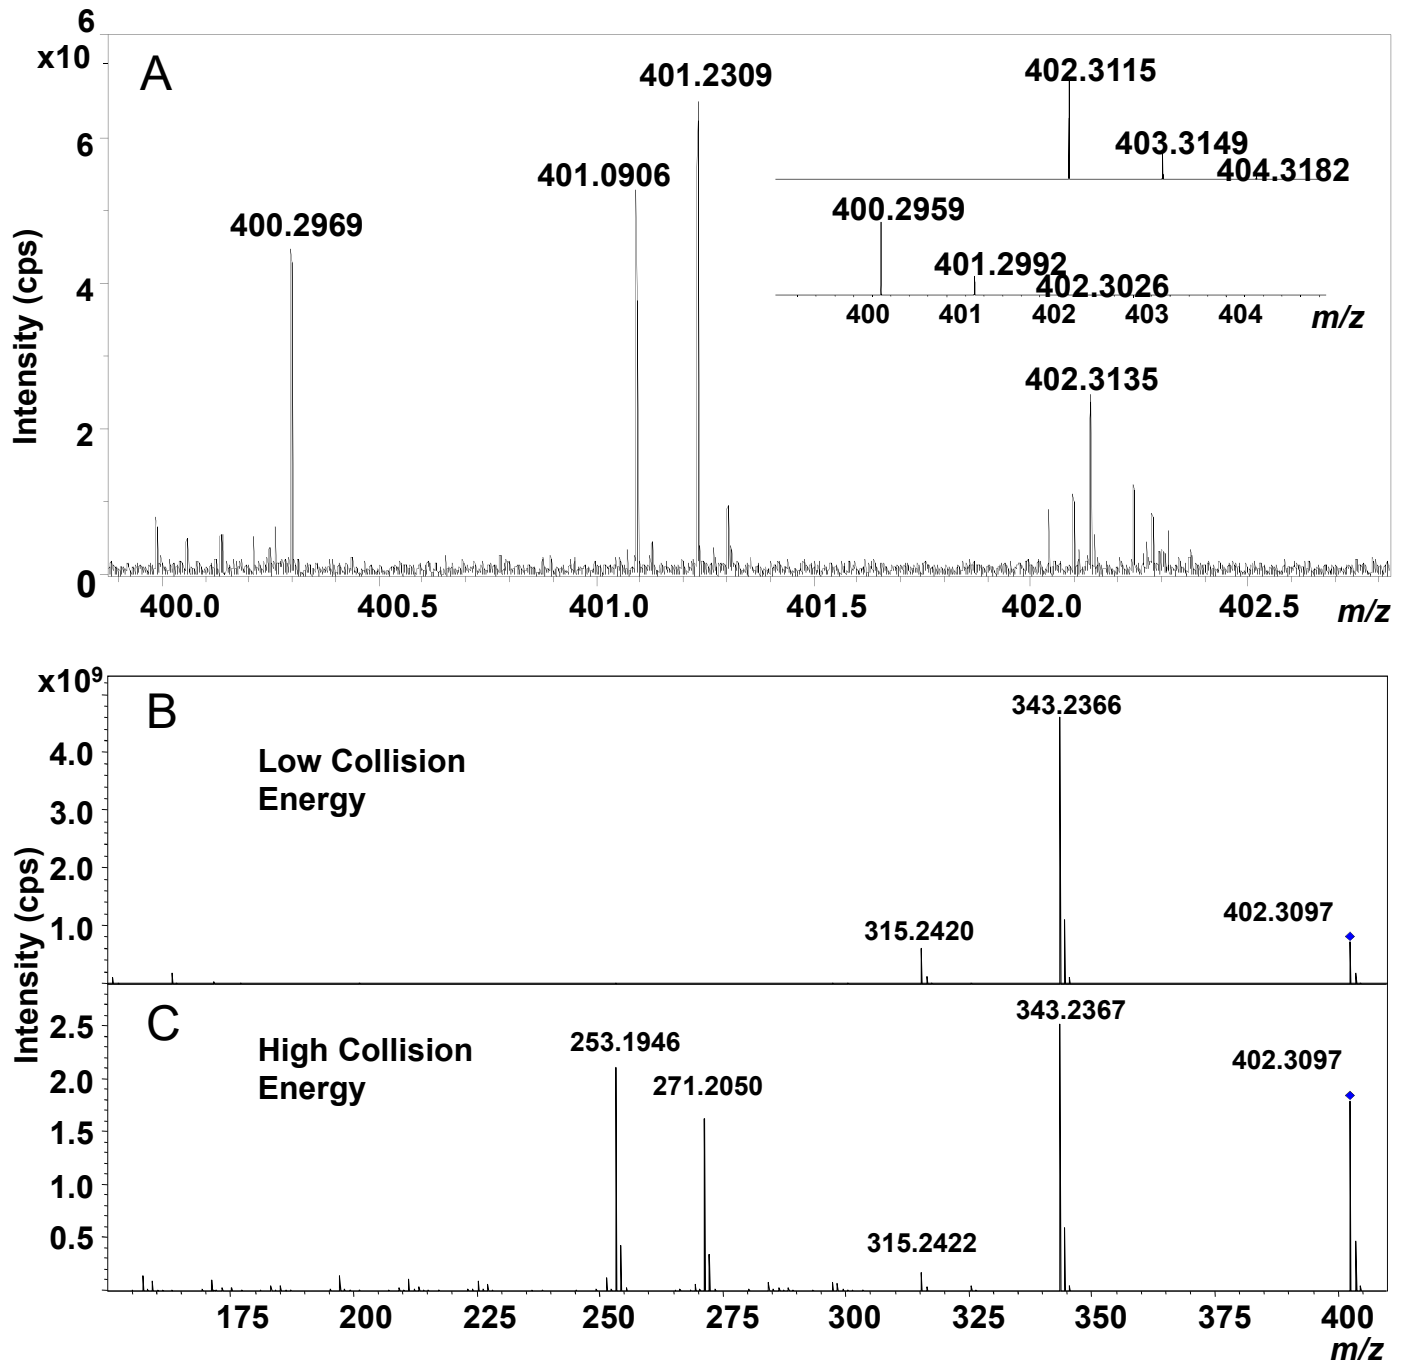 6
x10
A
401.2309
402.3115
6
403.3149
401.0906
404.3182
400.2969
400.2959
401.2992
402.3026
4
400 401 402 403 404 m/z
402.3135
2
0
Intensity (cps)
400.0 400.5 401.0 401.5 402.0 402.5 m/z
x10⁹
B
343.2366
Low Collision
Energy
4.0
3.0
2.0
1.0
402.3097
315.2420
C
343.2367
High Collision
Energy
253.1946
402.3097
271.2050
2.5
2.0
1.5
1.0
0.5
315.2422
Intensity (cps)
175 200 225 250 275 300 325 350 375 400
m/z